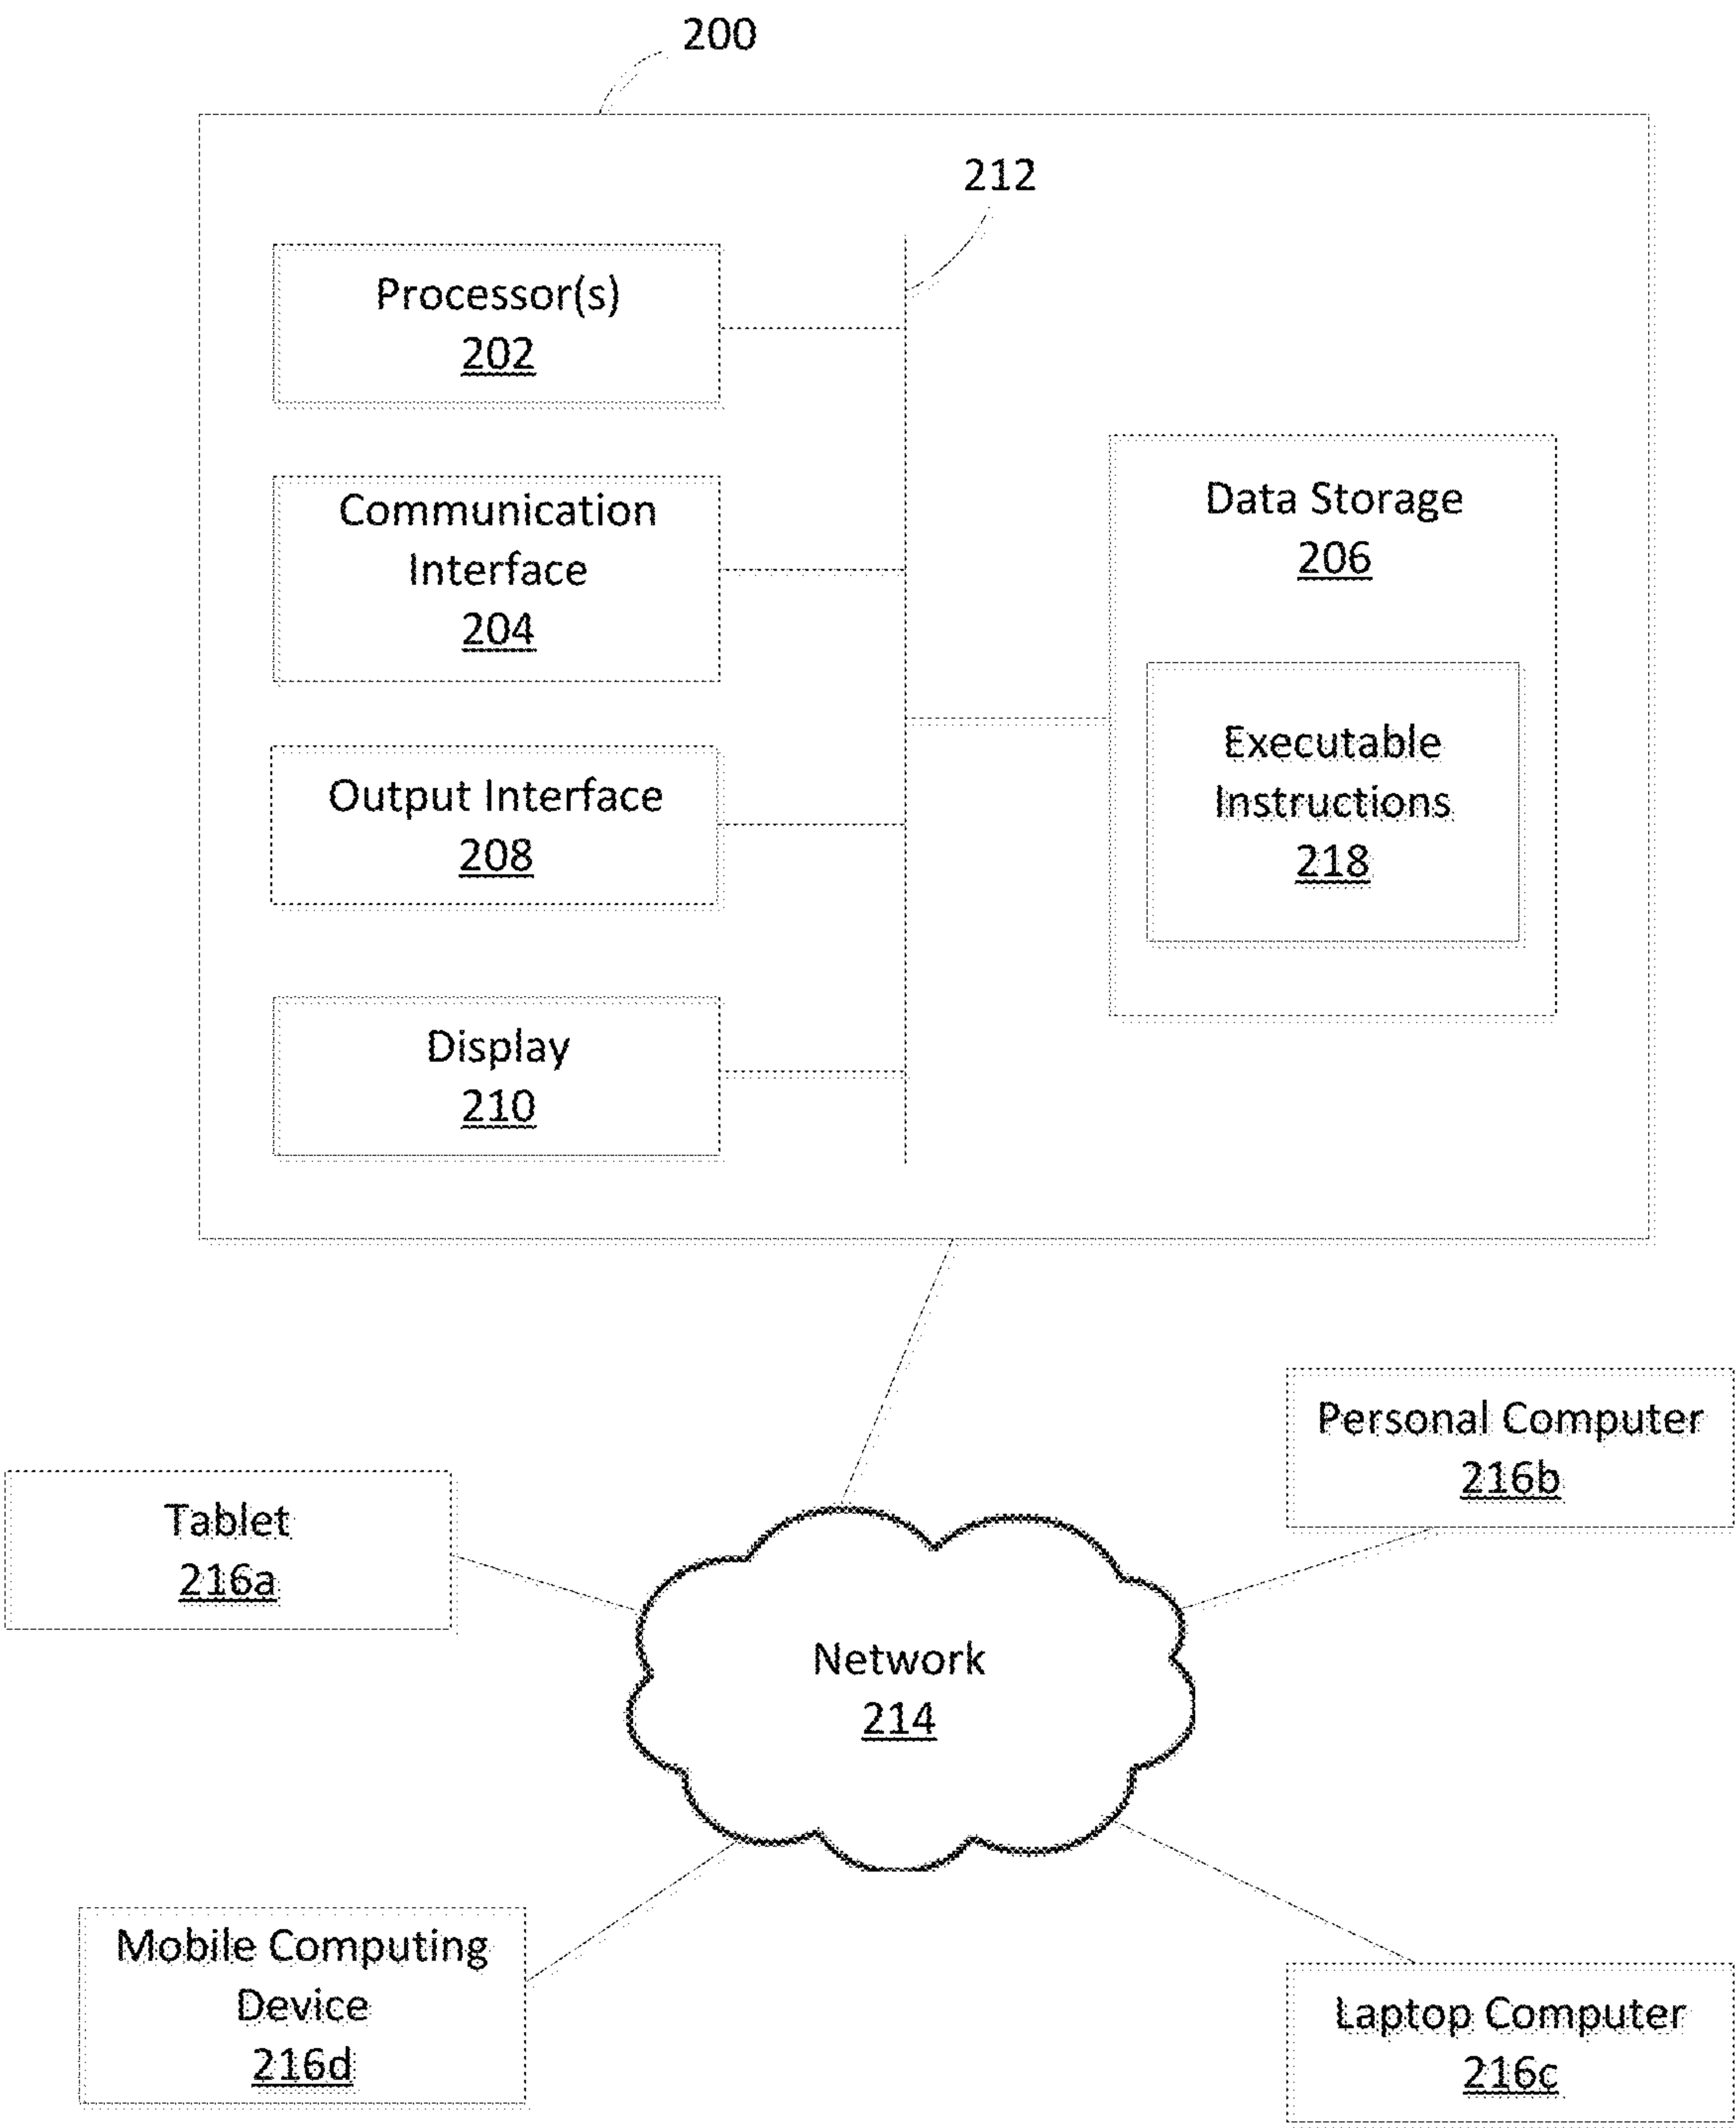 200
212
Processor(s)
202
Communication
Interface
204
Data Storage
206
Executable
Instructions
218
Output Interface
208
Display
210
Personal Computer
216b
Tablet
216a
Network
214
Mobile Computing
Device
216d
Laptop Computer
216c